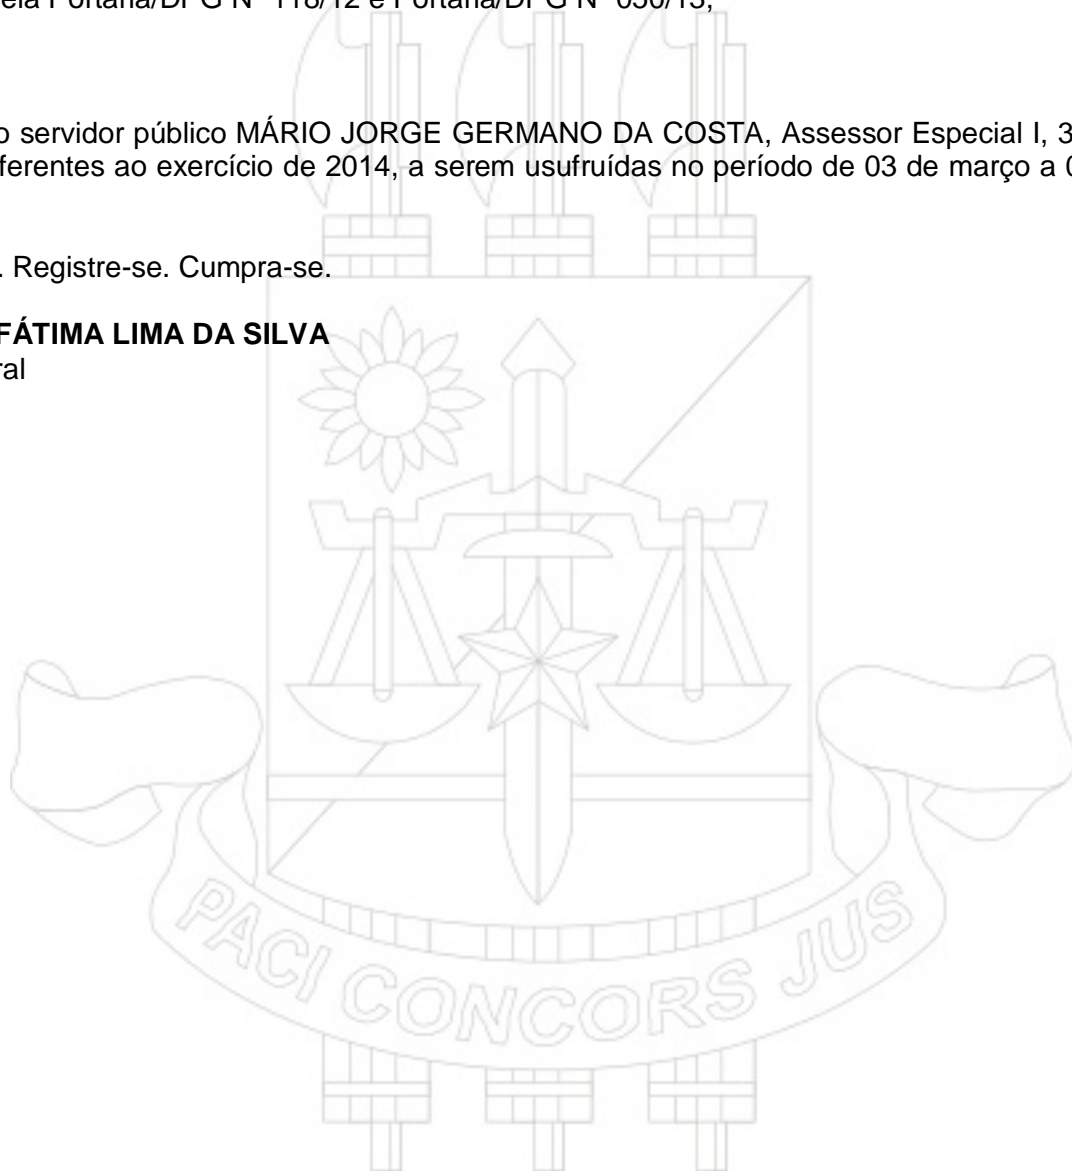 ela Portaria/DPG Nº 118/12 e Portaria/DPG Nº 050/13,
o servidor público MÁRIO JORGE GERMANO DA COSTA, Assessor Especial I, 3
ferentes ao exercício de 2014, a serem usufruídas no período de 03 de março a 0
. Registre-se. Cumpra-se.
FÁTIMA LIMA DA SILVA
ral
PACI CONCORS JUS